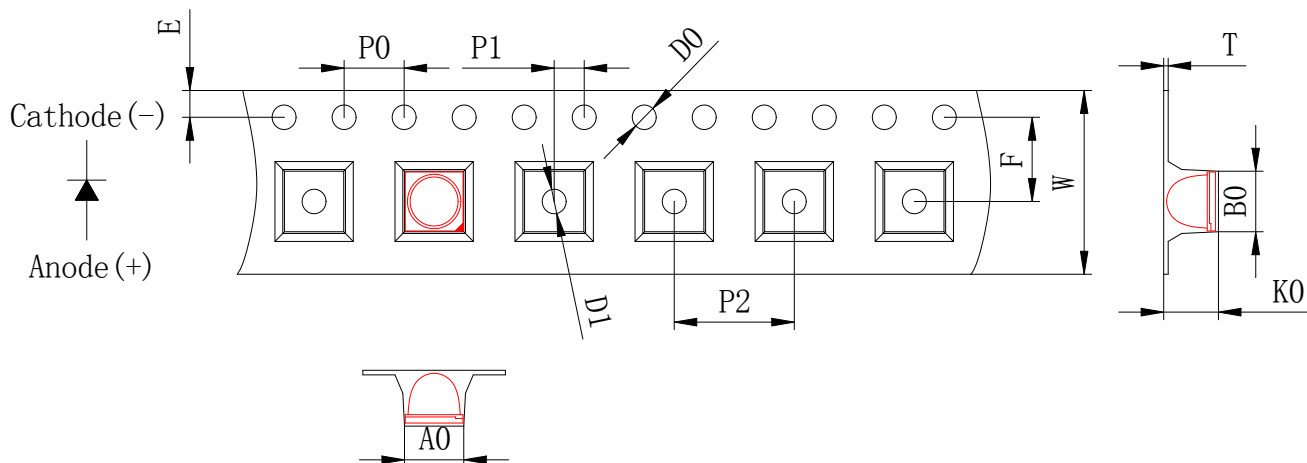 E
P0
P1
D0
T
Cathode(-)
F
W
B0
Anode(+)
D1
P2
K0
A0